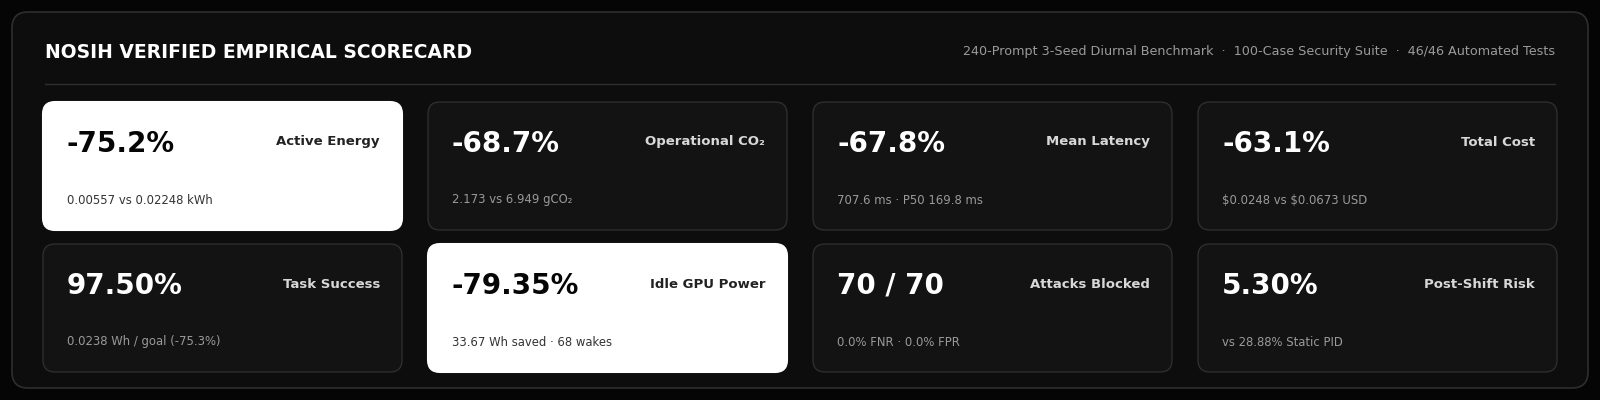 NOSIH VERIFIED EMPIRICAL SCORECARD
240-Prompt 3-Seed Diurnal Benchmark · 100-Case Security Suite · 46/46 Automated Tests
-75.2% Active Energy
0.00557 vs 0.02248 kWh
-68.7% Operational CO₂
2.173 vs 6.949 gCO₂
-67.8% Mean Latency
707.6 ms · P50 169.8 ms
-63.1% Total Cost
$0.0248 vs $0.0673 USD
97.50% Task Success
0.0238 Wh / goal (-75.3%)
-79.35% Idle GPU Power
33.67 Wh saved · 68 wakes
70 / 70 Attacks Blocked
0.0% FNR · 0.0% FPR
5.30% Post-Shift Risk
vs 28.88% Static PID